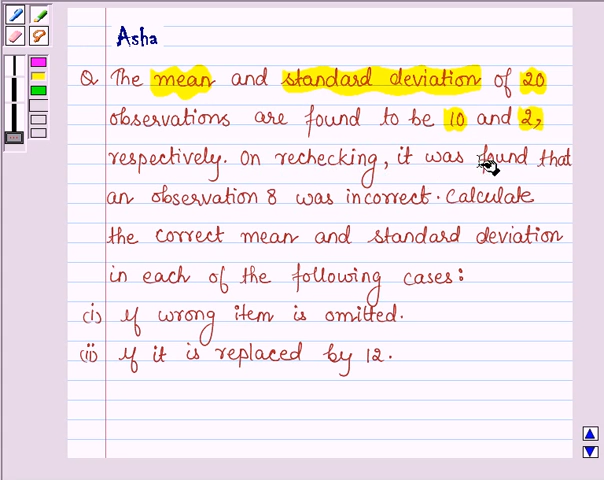 Asha
Q The mean and standard deviation of 20
observations are found to be 10 and 2,
respectively. On rechecking, it was found that
an observation 8 was incorrect. Calculate
the correct mean and standard deviation
in each of the following cases:
(i) If wrong item is omitted.
(ii) If it is replaced by 12.